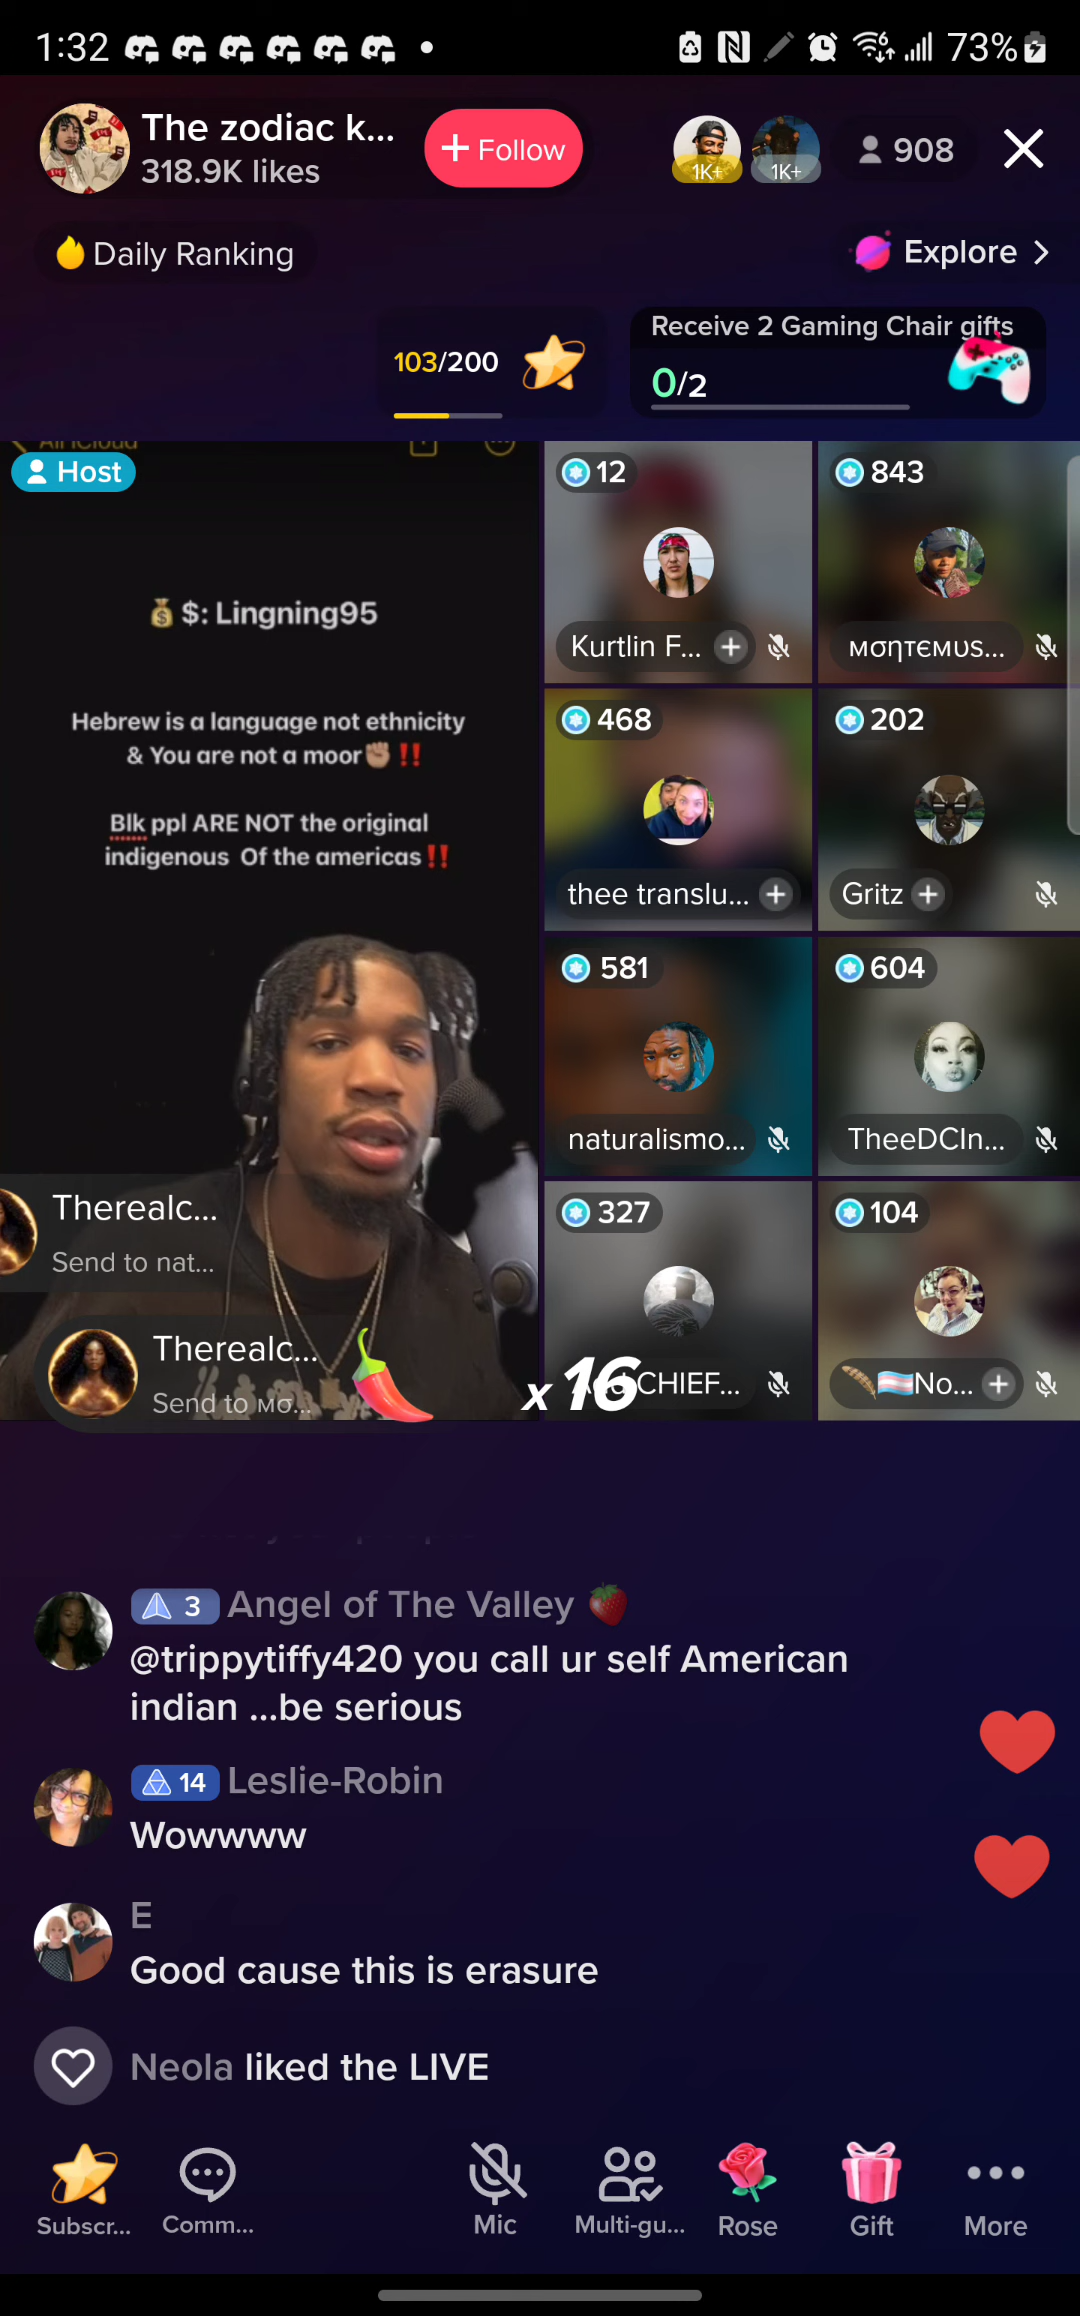 1:32
73%
The zodiac k...
318.9K likes
+ Follow
1K+
1K+
908
Daily Ranking
Explore >
103/200
Receive 2 Gaming Chair gifts
0/2
All iCloud
Host
💰 $: Lingning95
Hebrew is a language not ethnicity
& You are not a moor✊🏽‼️
Blk ppl ARE NOT the original
indigenous Of the americas‼️
12
Kurtlin F...
843
мσηтємυs...
468
thee translu...
202
Gritz
581
naturalismo...
604
TheeDCIn...
327
CHIEF...
104
🪶🏳️‍⚧️No...
Therealc...
Send to nat...
Therealc...
Send to мσ...
x 16
3 Angel of The Valley 🍓
@trippytiffy420 you call ur self American
indian ...be serious
14 Leslie-Robin
Wowwww
E
Good cause this is erasure
Neola liked the LIVE
Subscr...
Comm...
Mic
Multi-gu...
Rose
Gift
More